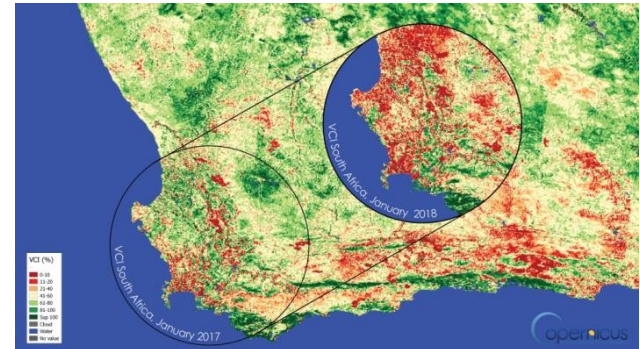 VCI South Africa, January 2018
VCI South Africa, January 2017
VCI (%)
0-10
11-20
21-40
41-60
61-80
81-100
Sup 100
Cloud
Water
No value
opernicus